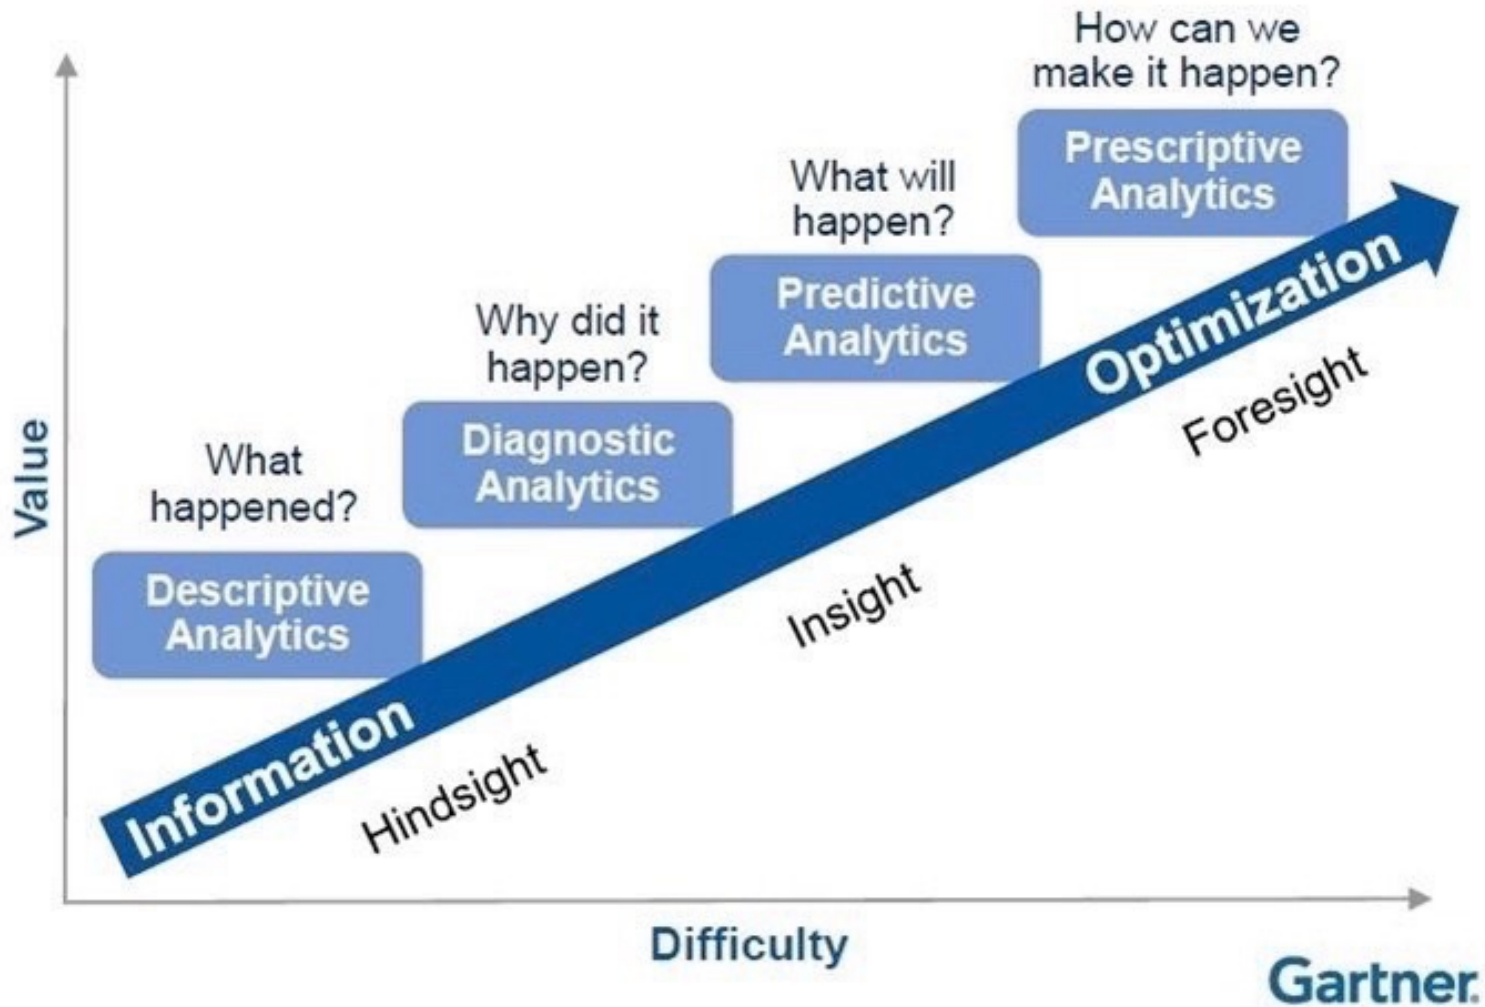 How can we
make it happen?
Prescriptive
Analytics
What will
happen?
Predictive
Analytics
Why did it
happen?
Diagnostic
Analytics
What
happened?
Descriptive
Analytics
Value
Information
Optimization
Hindsight
Insight
Foresight
Difficulty
Gartner.